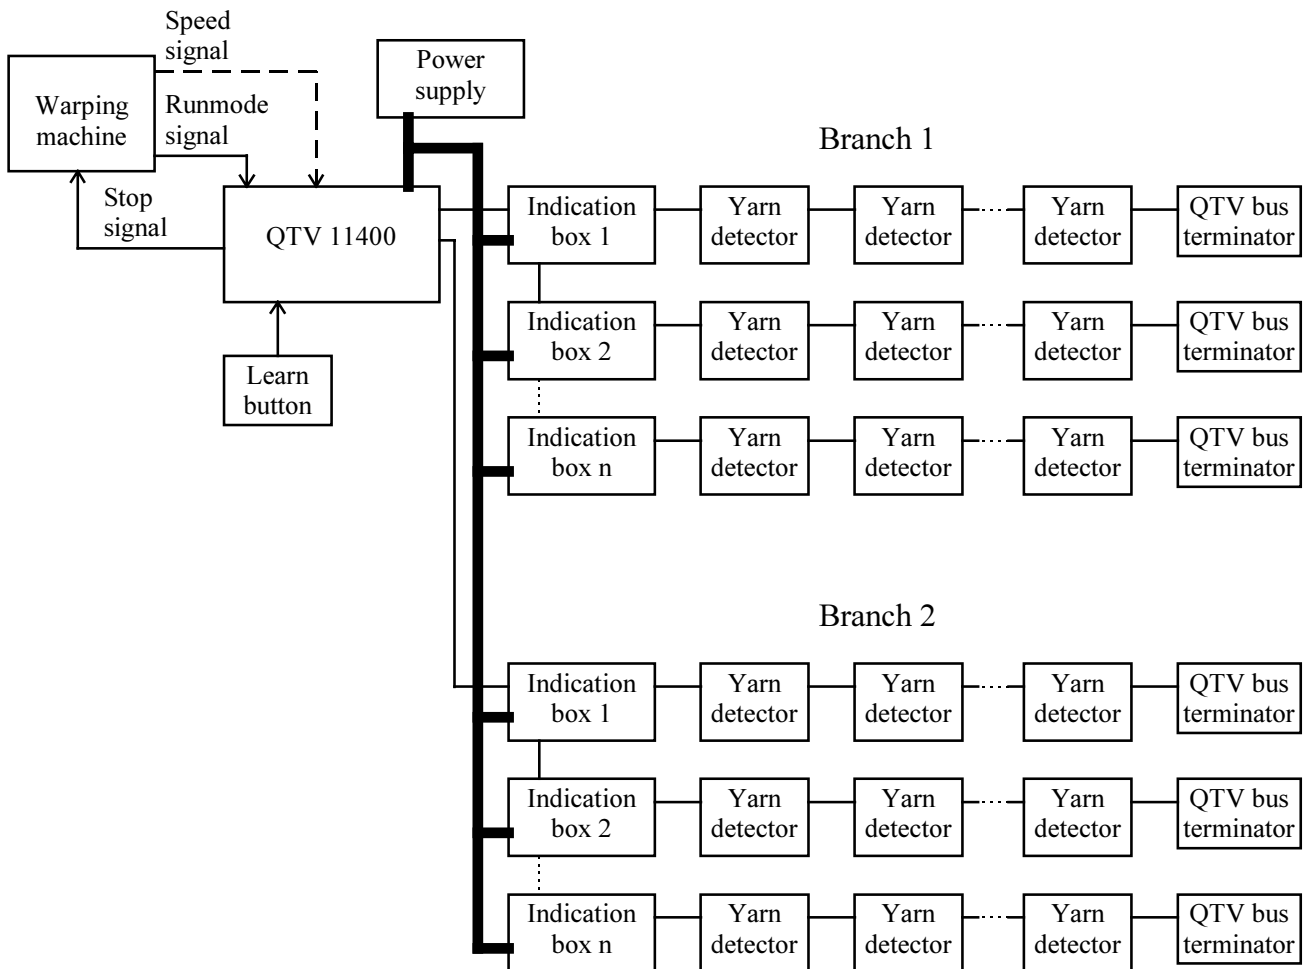 Speed
signal
Power
supply
Warping
machine
Runmode
signal
Branch 1
Stop
signal
QTV 11400
Indication
box 1
Yarn
detector
Yarn
detector
Yarn
detector
QTV bus
terminator
Indication
box 2
Yarn
detector
Yarn
detector
Yarn
detector
QTV bus
terminator
Learn
button
Indication
box n
Yarn
detector
Yarn
detector
Yarn
detector
QTV bus
terminator
Branch 2
Indication
box 1
Yarn
detector
Yarn
detector
Yarn
detector
QTV bus
terminator
Indication
box 2
Yarn
detector
Yarn
detector
Yarn
detector
QTV bus
terminator
Indication
box n
Yarn
detector
Yarn
detector
Yarn
detector
QTV bus
terminator